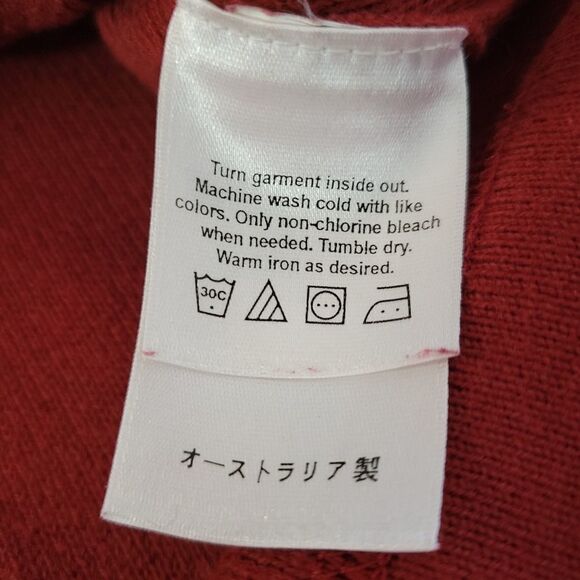 Turn garment inside out.
Machine wash cold with like
colors. Only non-chlorine bleach
when needed. Tumble dry.
Warm iron as desired.
30C
オーストラリア製